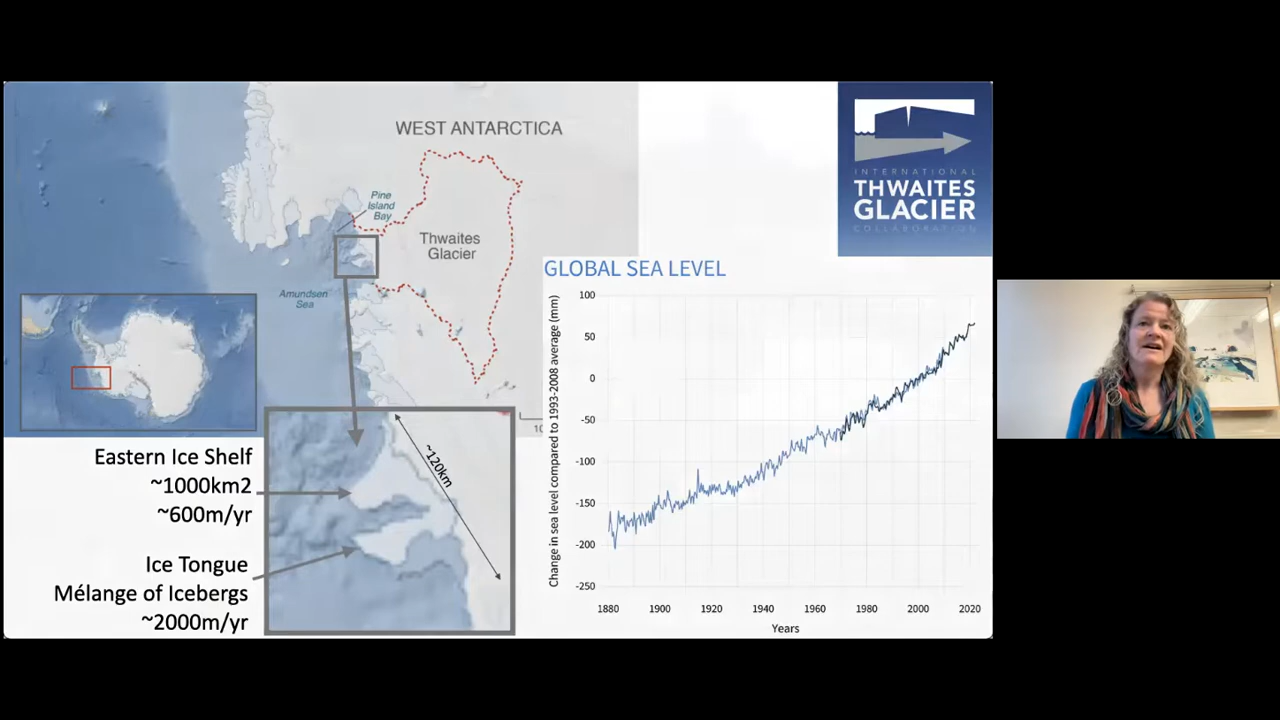 WEST ANTARCTICA
Pine
Island
Bay
Thwaites
Glacier
Amundsen
Sea
INTERNATIONAL
THWAITES
GLACIER
COLLABORATION
Eastern Ice Shelf
~1000km2
~600m/yr
Ice Tongue
Mélange of Icebergs
~2000m/yr
~120km
10
GLOBAL SEA LEVEL
Change in sea level compared to 1993-2008 average (mm)
100
50
0
-50
-100
-150
-200
-250
1880 1900 1920 1940 1960 1980 2000 2020
Years